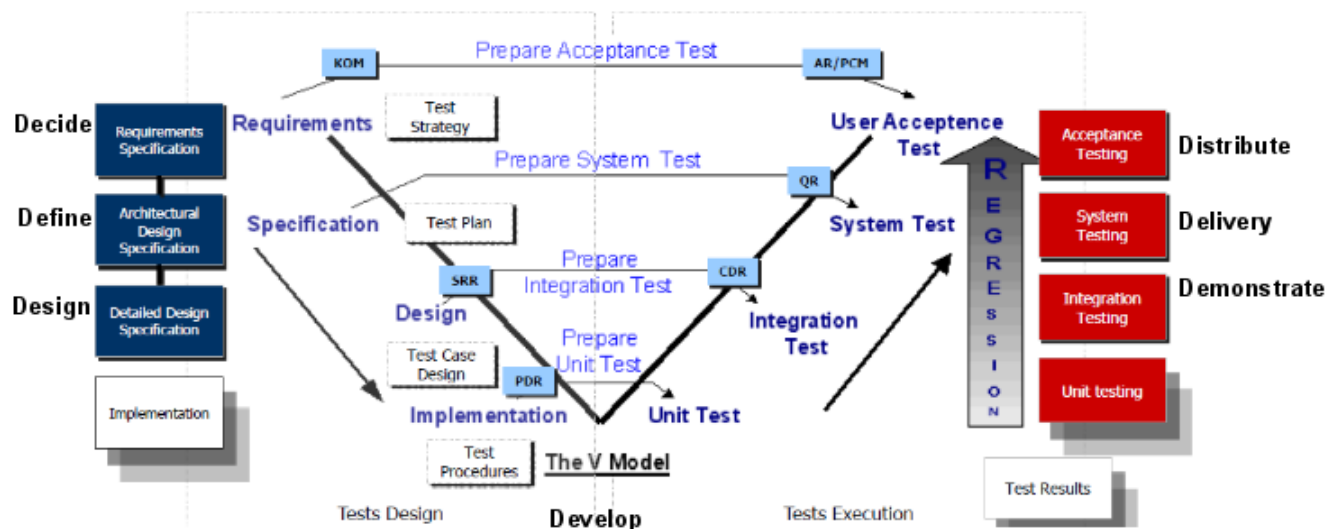 Prepare Acceptance Test
KOM
AR/PCM
Decide
Requirements
Specification
Requirements
Test
Strategy
User Acceptence
Test
Acceptance
Testing
Distribute
Prepare System Test
QR
Define
Architectural
Design
Specification
Specification
Test Plan
System Test
System
Testing
Delivery
SRR
Prepare
Integration Test
CDR
Design
Detailed Design
Specification
Design
Integration
Test
Integration
Testing
Demonstrate
Prepare
Unit Test
Test Case
Design
PDR
Implementation
Implementation
Unit Test
Unit testing
REGRESSION
Test
Procedures
The V Model
Test Results
Tests Design
Develop
Tests Execution